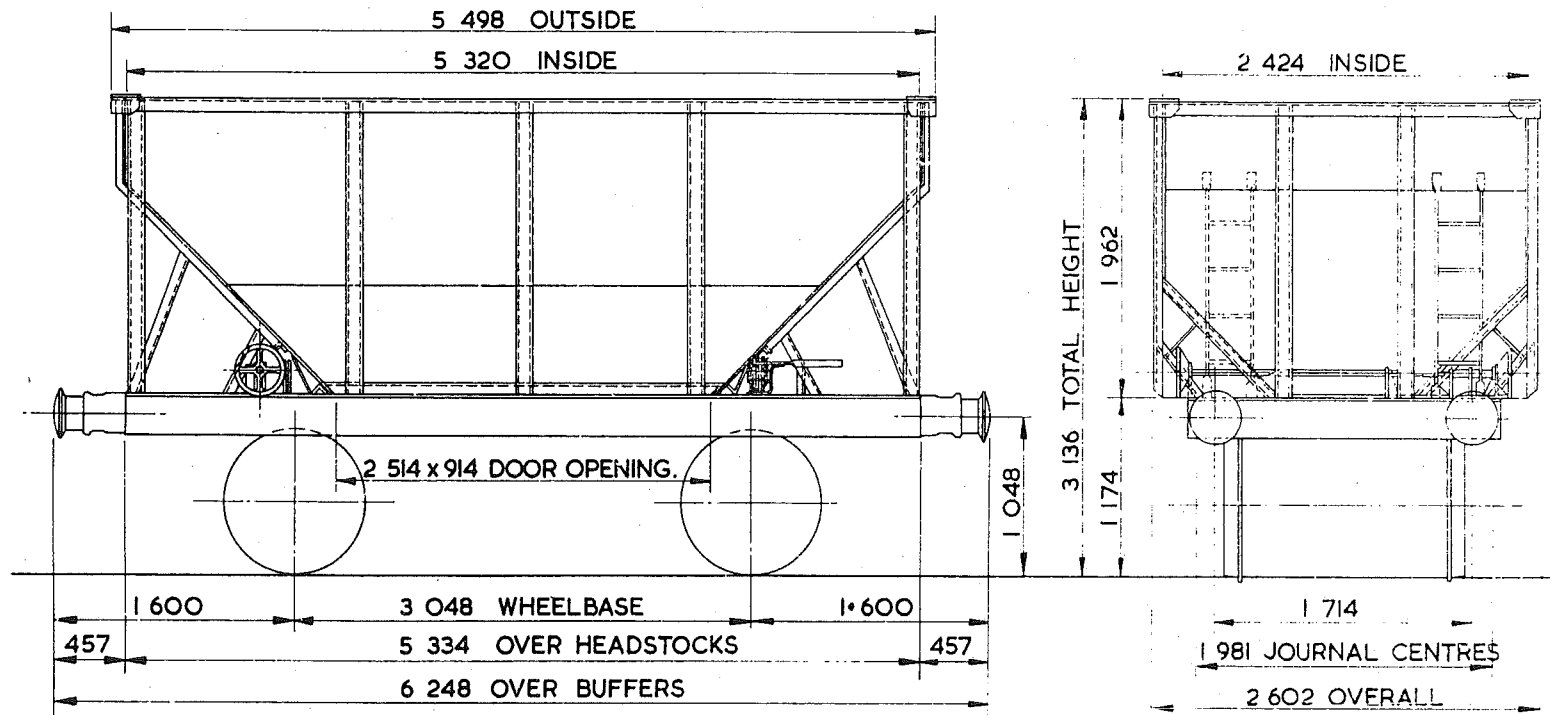 5 498 OUTSIDE
5 320 INSIDE
2 424 INSIDE
3 136 TOTAL HEIGHT
1 962
1 174
1 048
2 514 x 914 DOOR OPENING.
1 600
3 048 WHEELBASE
1•600
1 714
457
5 334 OVER HEADSTOCKS
457
1 981 JOURNAL CENTRES
6 248 OVER BUFFERS
2 602 OVERALL